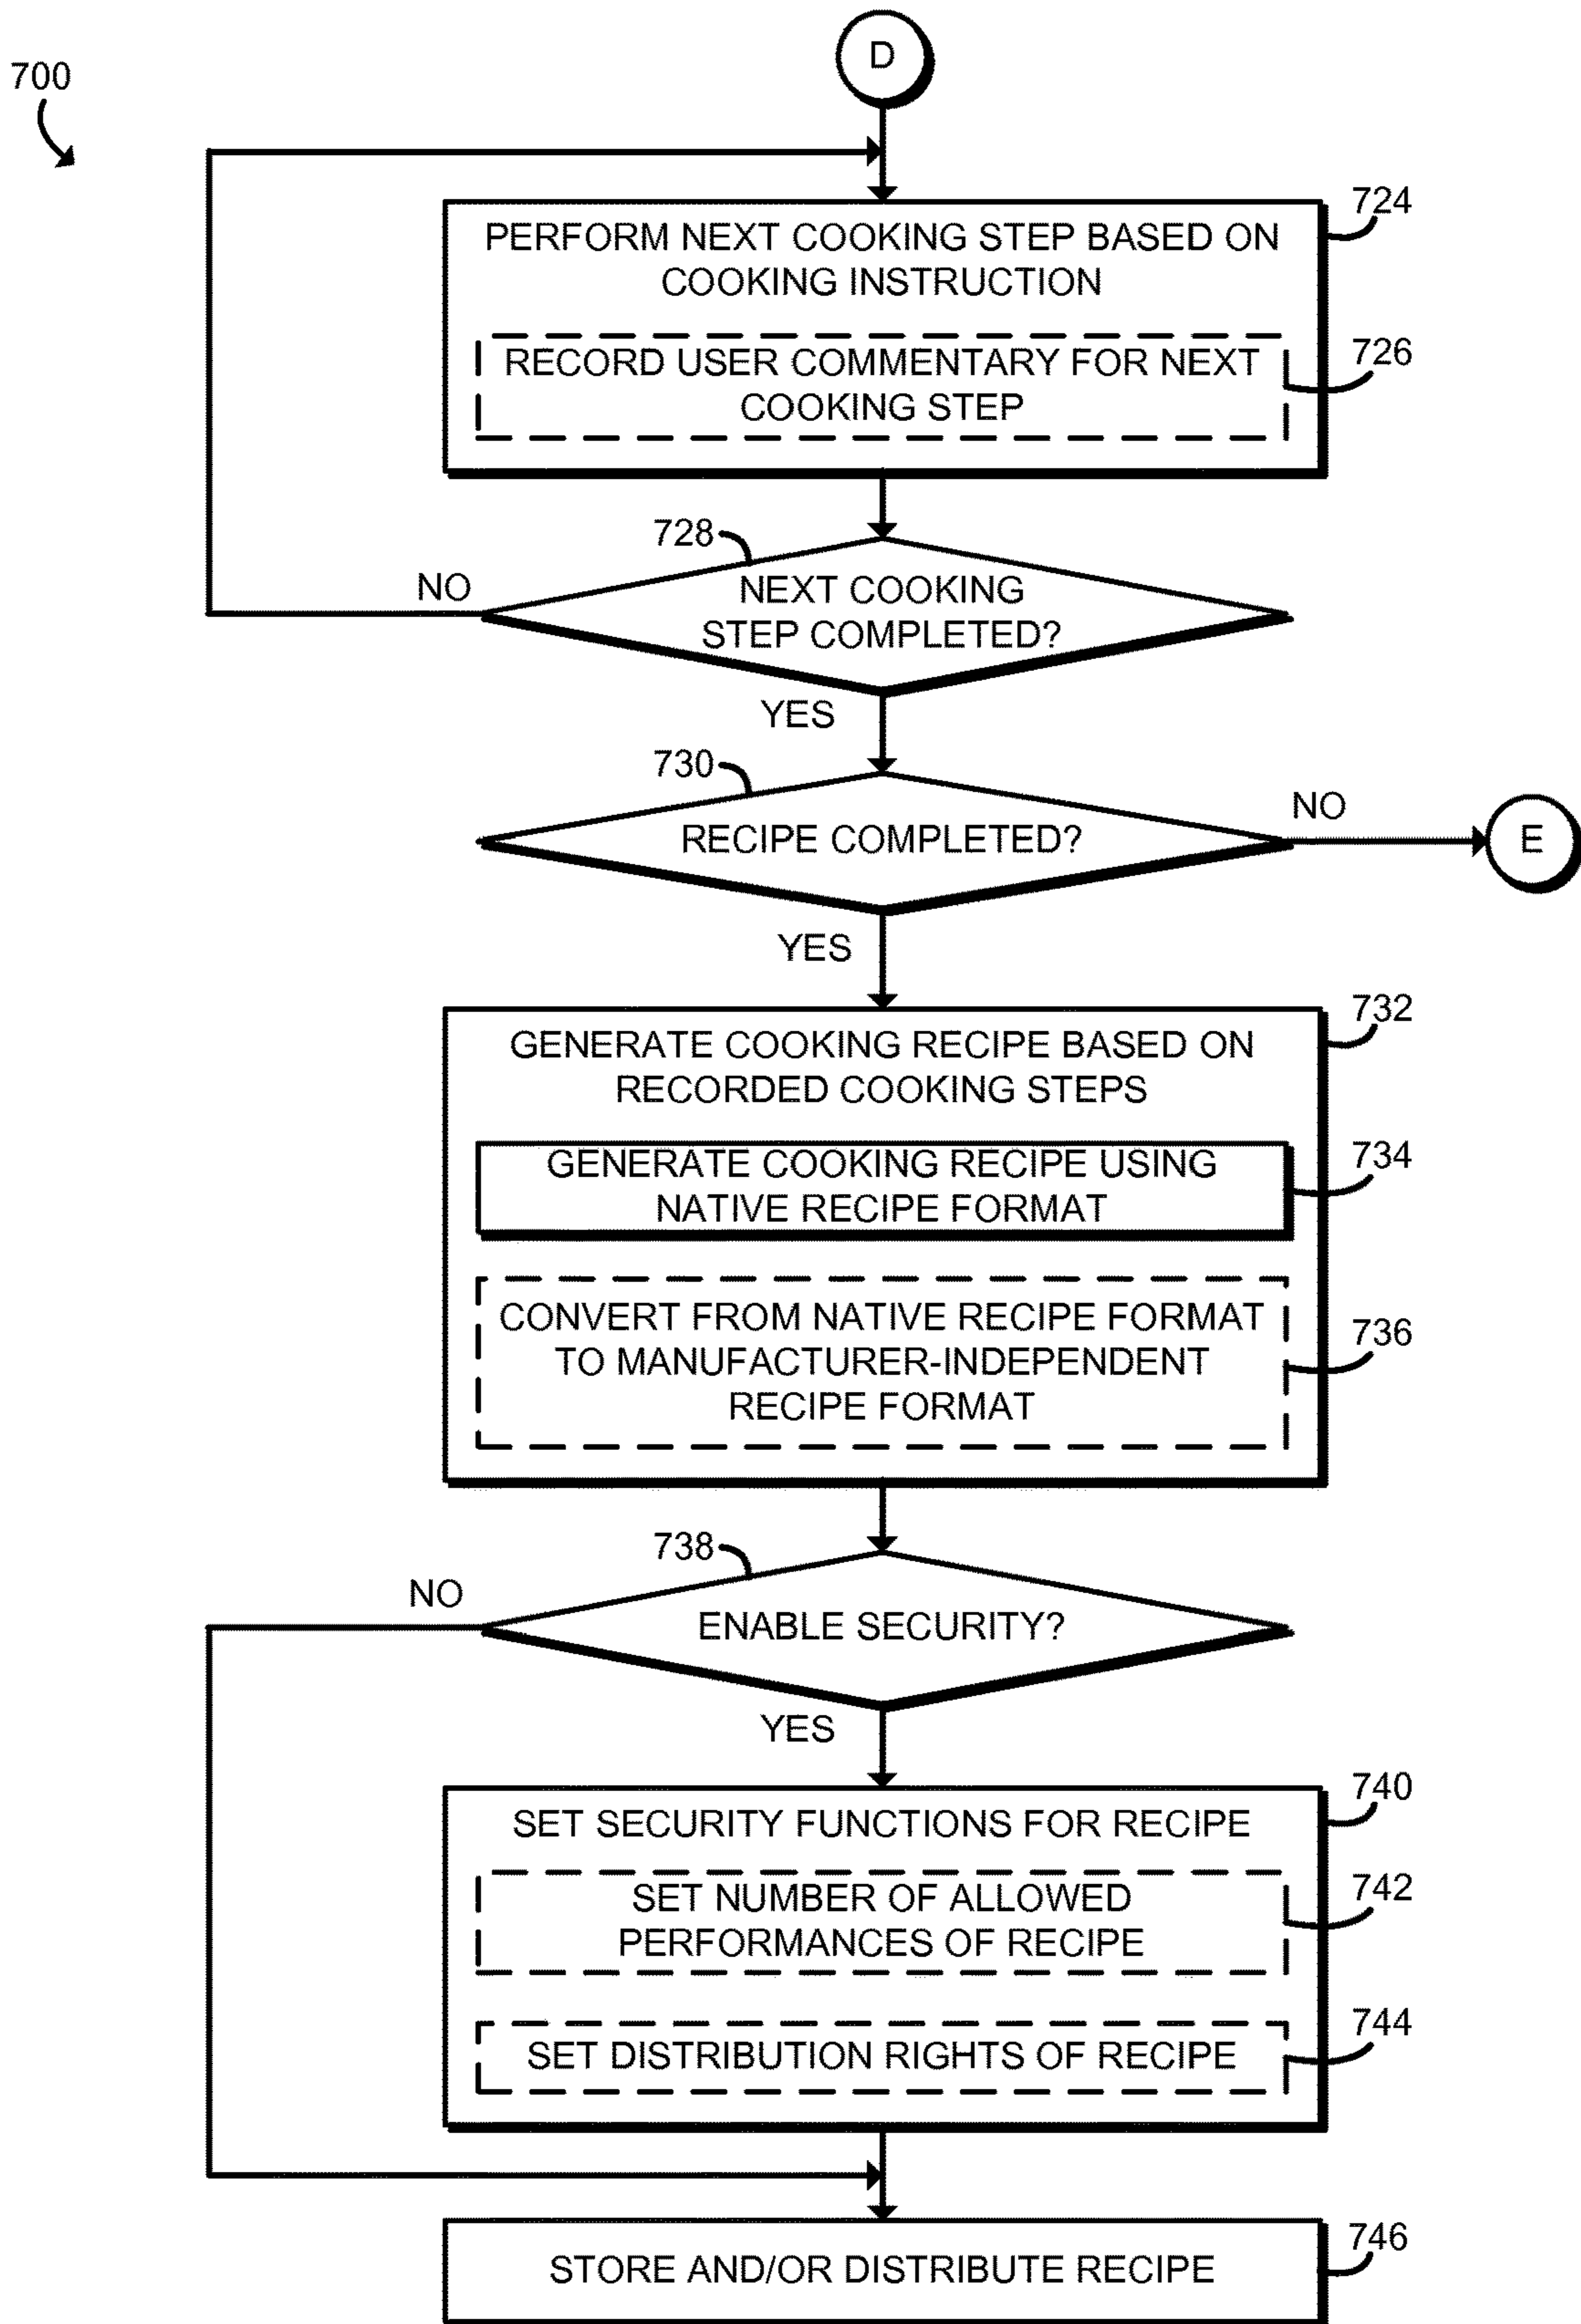 D
700
724
PERFORM NEXT COOKING STEP BASED ON
COOKING INSTRUCTION
726
RECORD USER COMMENTARY FOR NEXT
COOKING STEP
728
NO
NEXT COOKING
STEP COMPLETED?
YES
730
NO
RECIPE COMPLETED?
E
YES
732
GENERATE COOKING RECIPE BASED ON
RECORDED COOKING STEPS
734
GENERATE COOKING RECIPE USING
NATIVE RECIPE FORMAT
CONVERT FROM NATIVE RECIPE FORMAT
736
TO MANUFACTURER-INDEPENDENT
RECIPE FORMAT
738
NO
ENABLE SECURITY?
YES
740
SET SECURITY FUNCTIONS FOR RECIPE
742
SET NUMBER OF ALLOWED
PERFORMANCES OF RECIPE
744
SET DISTRIBUTION RIGHTS OF RECIPE
746
STORE AND/OR DISTRIBUTE RECIPE